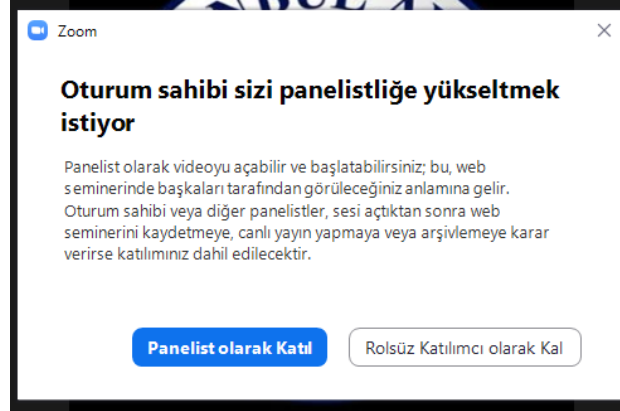 NBUL A
Zoom
Oturum sahibi sizi panelistliğe yükseltmek
istiyor
Panelist olarak videoyu açabilir ve başlatabilirsiniz; bu, web
seminerinde başkaları tarafından görüleceğiniz anlamına gelir.
Oturum sahibi veya diğer panelistler, sesi açtıktan sonra web
seminerini kaydetmeye, canlı yayın yapmaya veya arşivlemeye karar
verirse katılımınız dahil edilecektir.
Panelist olarak Katıl
Rolsüz Katılımcı olarak Kal